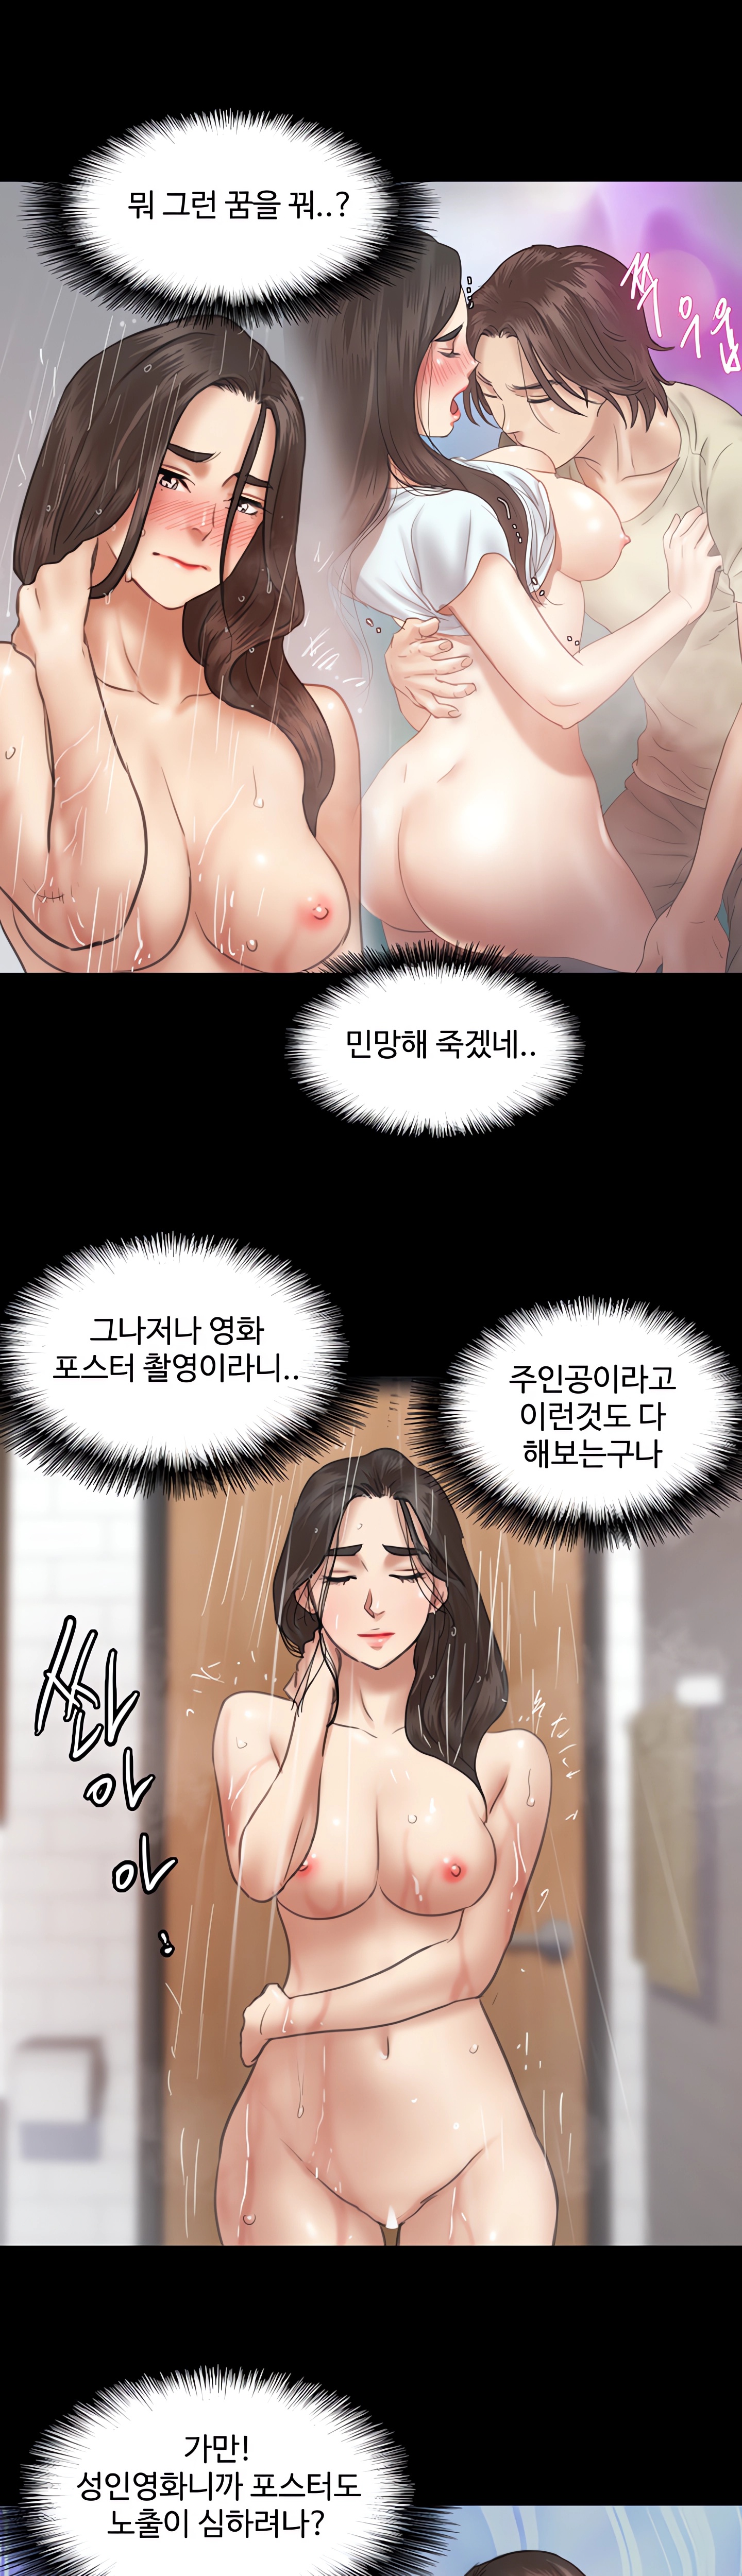 뭐 그런 꿈을 꿔..?
민망해 죽겠네..
그나저나 영화
포스터 촬영이라니..
주인공이라고
이런것도 다
해보는구나
쏴
아
아
가만!
성인영화니까 포스터도
노출이 심하려나?